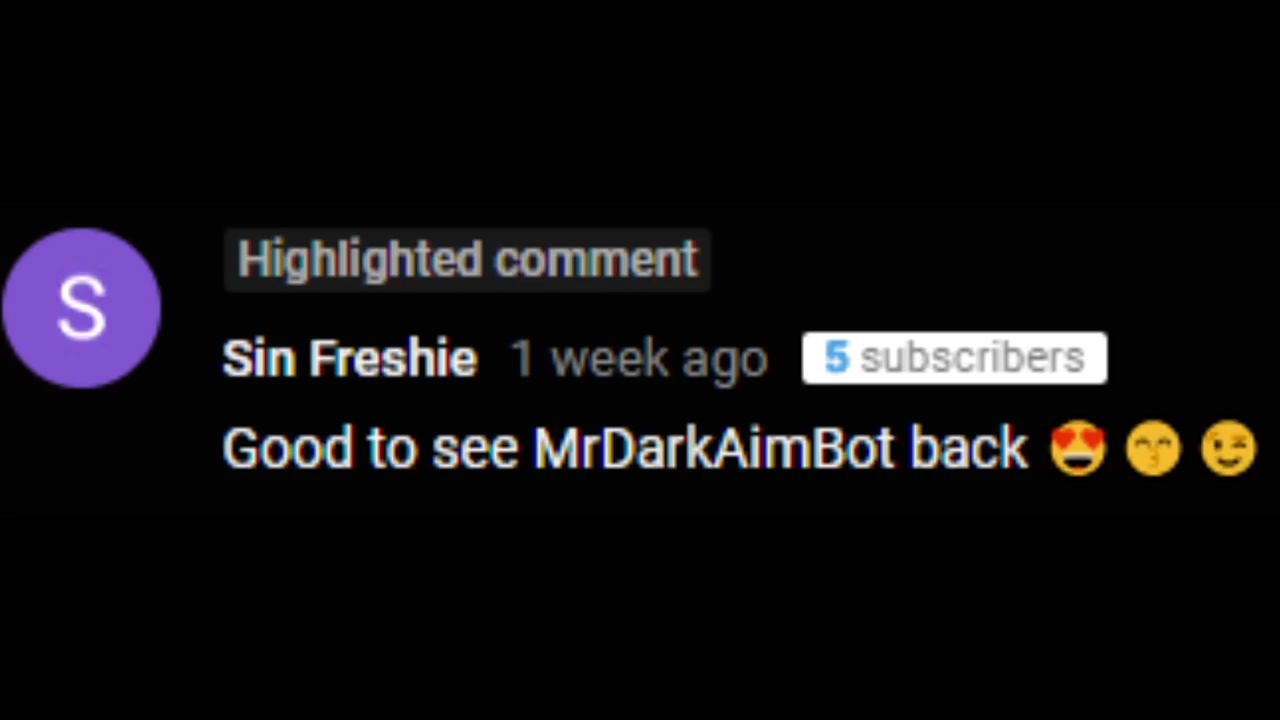 S
Highlighted comment
Sin Freshie 1 week ago 5 subscribers
Good to see MrDarkAimBot back 😍 😙 😉